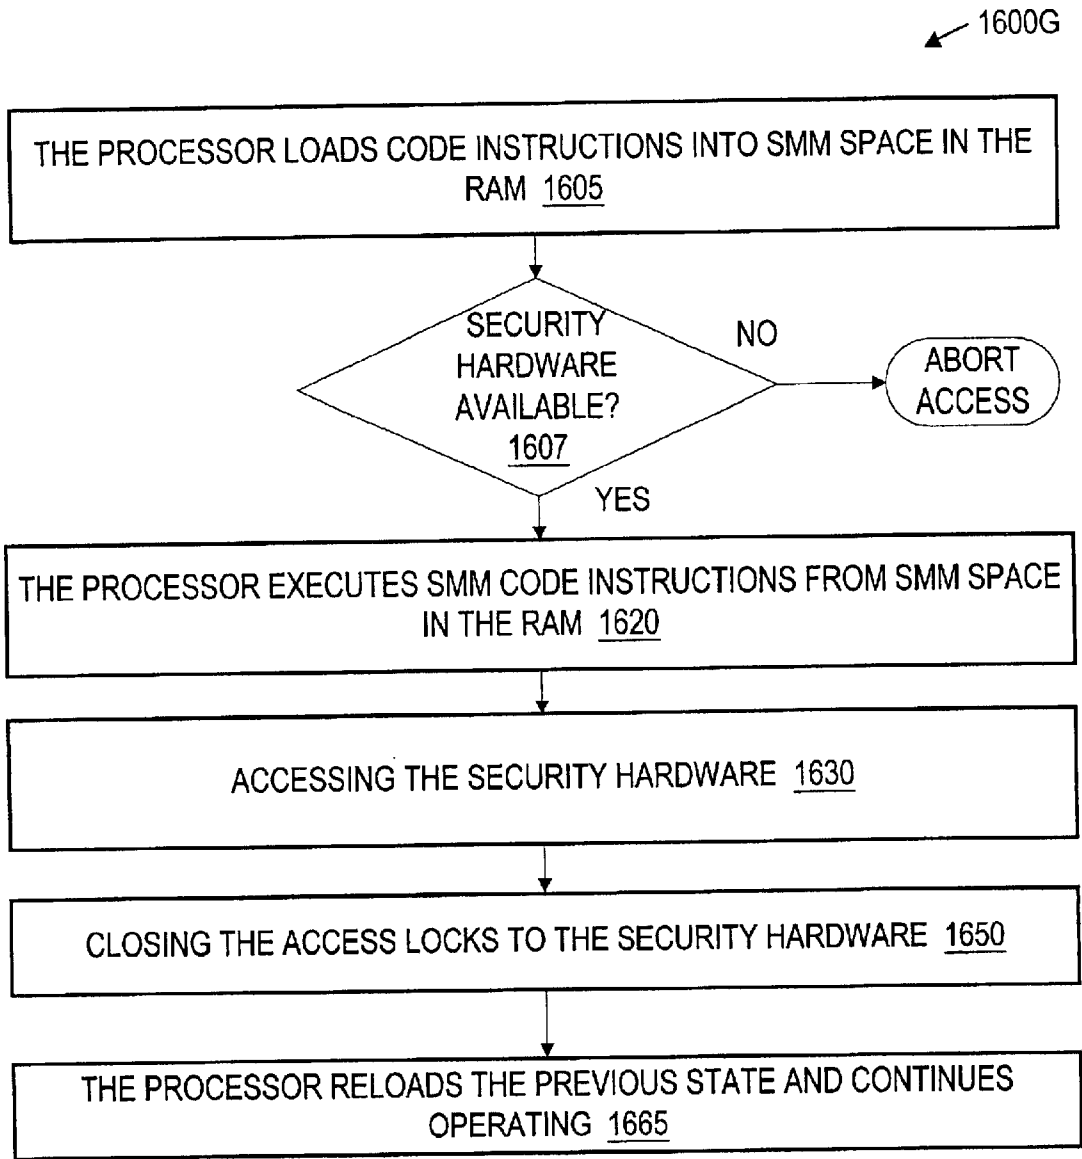 1600G
THE PROCESSOR LOADS CODE INSTRUCTIONS INTO SMM SPACE IN THE
RAM 1605
SECURITY
HARDWARE
AVAILABLE?
1607
NO
ABORT
ACCESS
YES
THE PROCESSOR EXECUTES SMM CODE INSTRUCTIONS FROM SMM SPACE
IN THE RAM 1620
ACCESSING THE SECURITY HARDWARE 1630
CLOSING THE ACCESS LOCKS TO THE SECURITY HARDWARE 1650
THE PROCESSOR RELOADS THE PREVIOUS STATE AND CONTINUES
OPERATING 1665